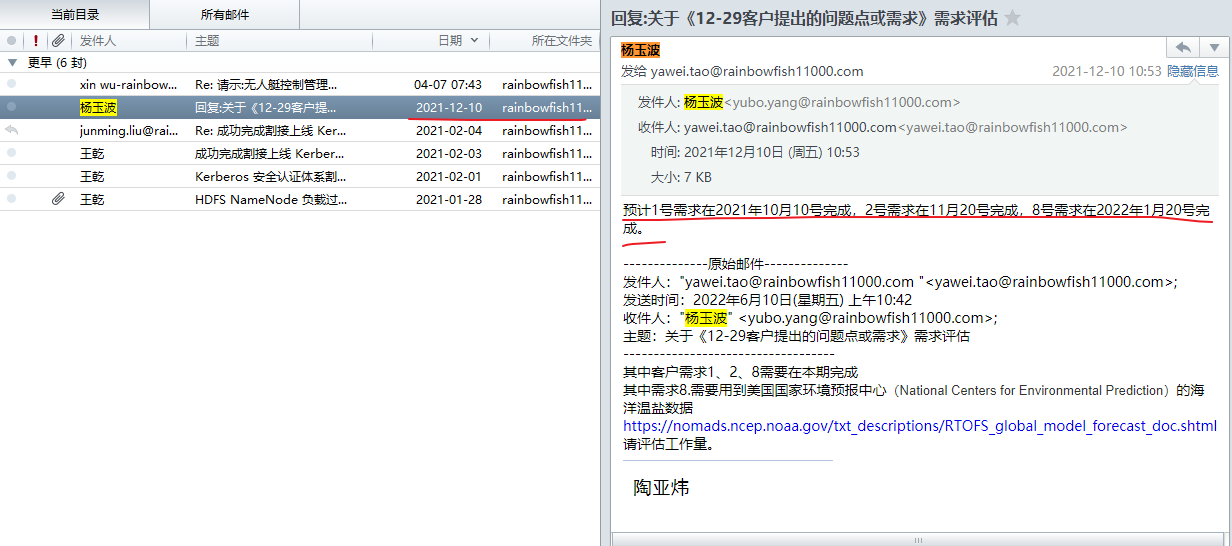 当前目录
所有邮件
! 发件人 主题 日期 所在文件夹
更早 (6 封)
xin wu-rainbow... Re: 请示:无人艇控制管理... 04-07 07:43 rainbowfish11...
杨玉波 回复:关于《12-29客户提... 2021-12-10 rainbowfish11...
junming.liu@rai... Re: 成功完成割接上线 Ker... 2021-02-04 rainbowfish11...
王乾 成功完成割接上线 Kerber... 2021-02-03 rainbowfish11...
王乾 Kerberos 安全认证体系割... 2021-02-01 rainbowfish11...
王乾 HDFS NameNode 负载过... 2021-01-28 rainbowfish11...
回复:关于《12-29客户提出的问题点或需求》需求评估
杨玉波
发给 yawei.tao@rainbowfish11000.com 2021-12-10 10:53 隐藏信息
发件人: 杨玉波<yubo.yang@rainbowfish11000.com>
收件人: yawei.tao@rainbowfish11000.com<yawei.tao@rainbowfish11000.com>
时间: 2021年12月10日 (周五) 10:53
大小: 7 KB
预计1号需求在2021年10月10号完成，2号需求在11月20号完成，8号需求在2022年1月20号完
成。
--------------原始邮件--------------
发件人："yawei.tao@rainbowfish11000.com "<yawei.tao@rainbowfish11000.com>;
发送时间：2022年6月10日(星期五) 上午10:42
收件人："杨玉波" <yubo.yang@rainbowfish11000.com>;
主题：关于《12-29客户提出的问题点或需求》需求评估
-----------------------------------
其中客户需求1、2、8需要在本期完成
其中需求8.需要用到美国国家环境预报中心（National Centers for Environmental Prediction）的海
洋温盐数据
https://nomads.ncep.noaa.gov/txt_descriptions/RTOFS_global_model_forecast_doc.shtml
请评估工作量。
陶亚炜